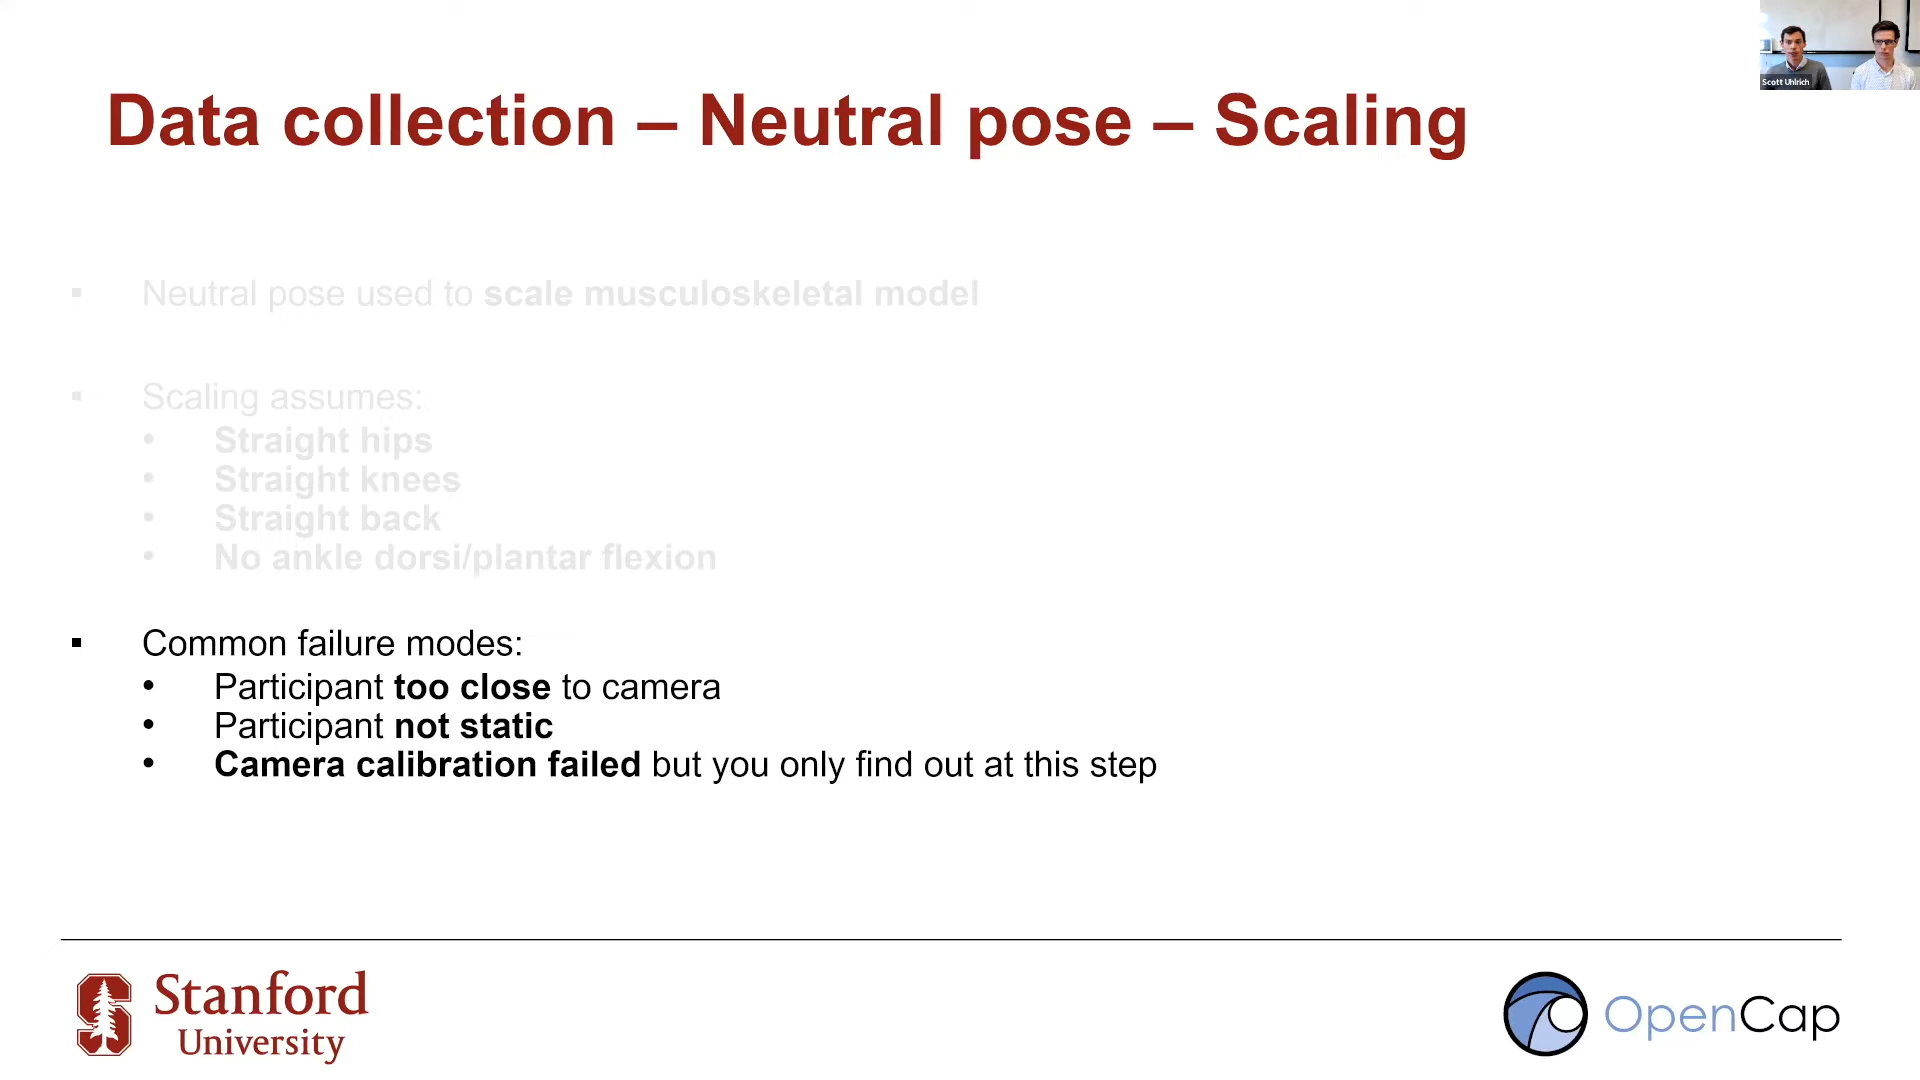 Scott Uhlrich
Data collection – Neutral pose – Scaling
▪ Neutral pose used to scale musculoskeletal model
▪ Scaling assumes:
• Straight hips
• Straight knees
• Straight back
• No ankle dorsi/plantar flexion
▪ Common failure modes:
• Participant too close to camera
• Participant not static
• Camera calibration failed but you only find out at this step
Stanford
University
OpenCap